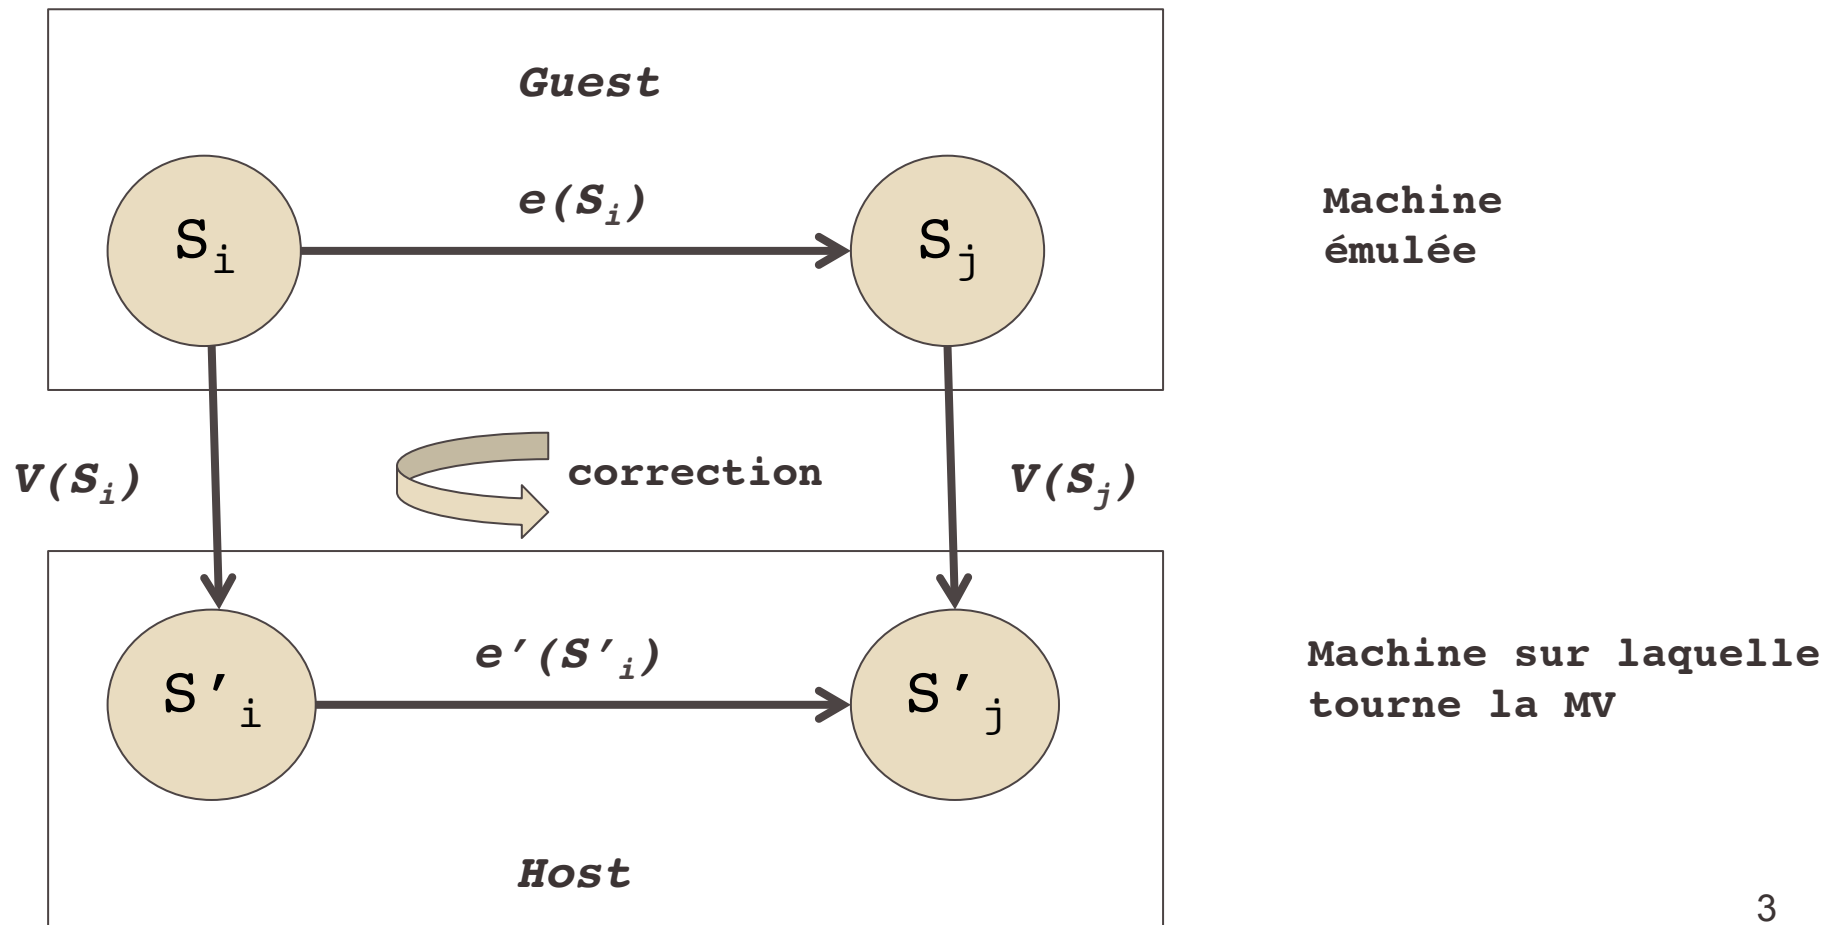 Guest
e(Si)
Si
Sj
Machine
émulée
V(Si)
correction
V(Sj)
e'(S'i)
S'i
S'j
Machine sur laquelle
tourne la MV
Host
3